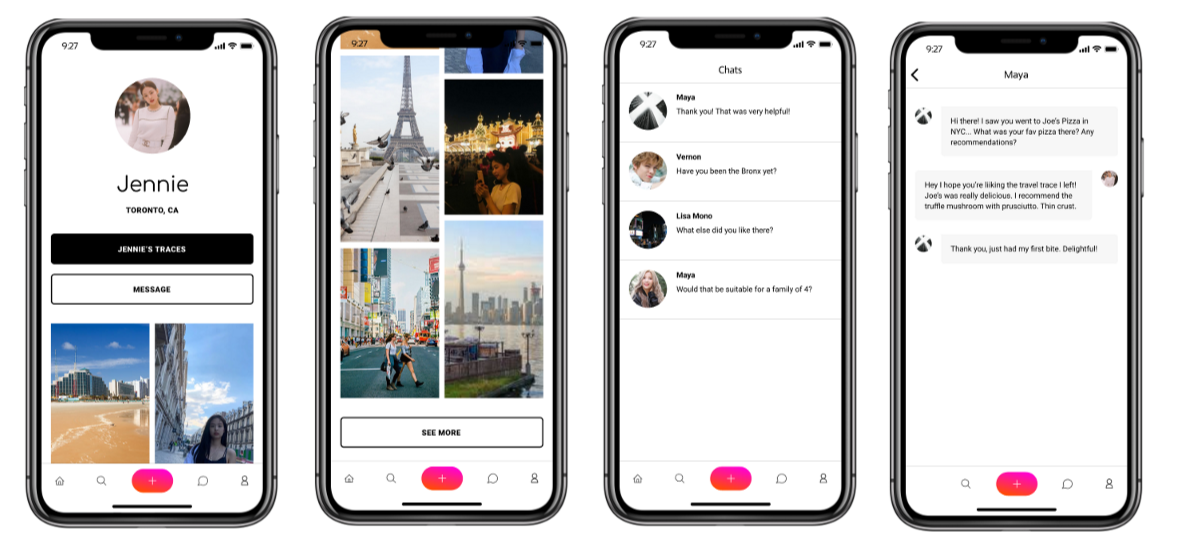 9:27
Jennie
TORONTO, CA
JENNIE'S TRACES
MESSAGE
9:27
SEE MORE
9:27
Chats
Maya
Thank you! That was very helpful!
Vernon
Have you been the Bronx yet?
Lisa Mono
What else did you like there?
Maya
Would that be suitable for a family of 4?
9:27
Maya
Hi there! I saw you went to Joe's Pizza in
NYC... What was your fav pizza there? Any
recommendations?
Hey I hope you're liiking the travel trace I left!
Joe's was really delicious. I recommend the
truffle mushroom with prusciutto. Thin crust.
Thank you, just had my first bite. Delightful!